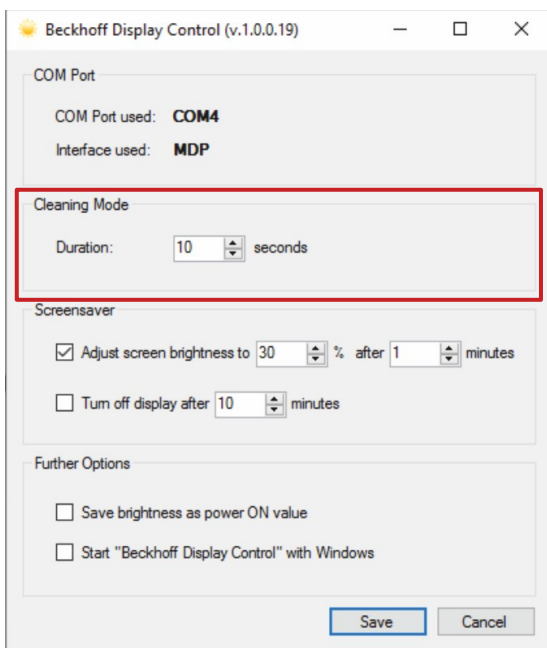 Beckhoff Display Control (v.1.0.0.19)
COM Port
COM Port used: COM4
Interface used: MDP
Cleaning Mode
Duration: 10 seconds
Screensaver
Adjust screen brightness to 30 % after 1 minutes
Turn off display after 10 minutes
Further Options
Save brightness as power ON value
Start "Beckhoff Display Control" with Windows
Save Cancel